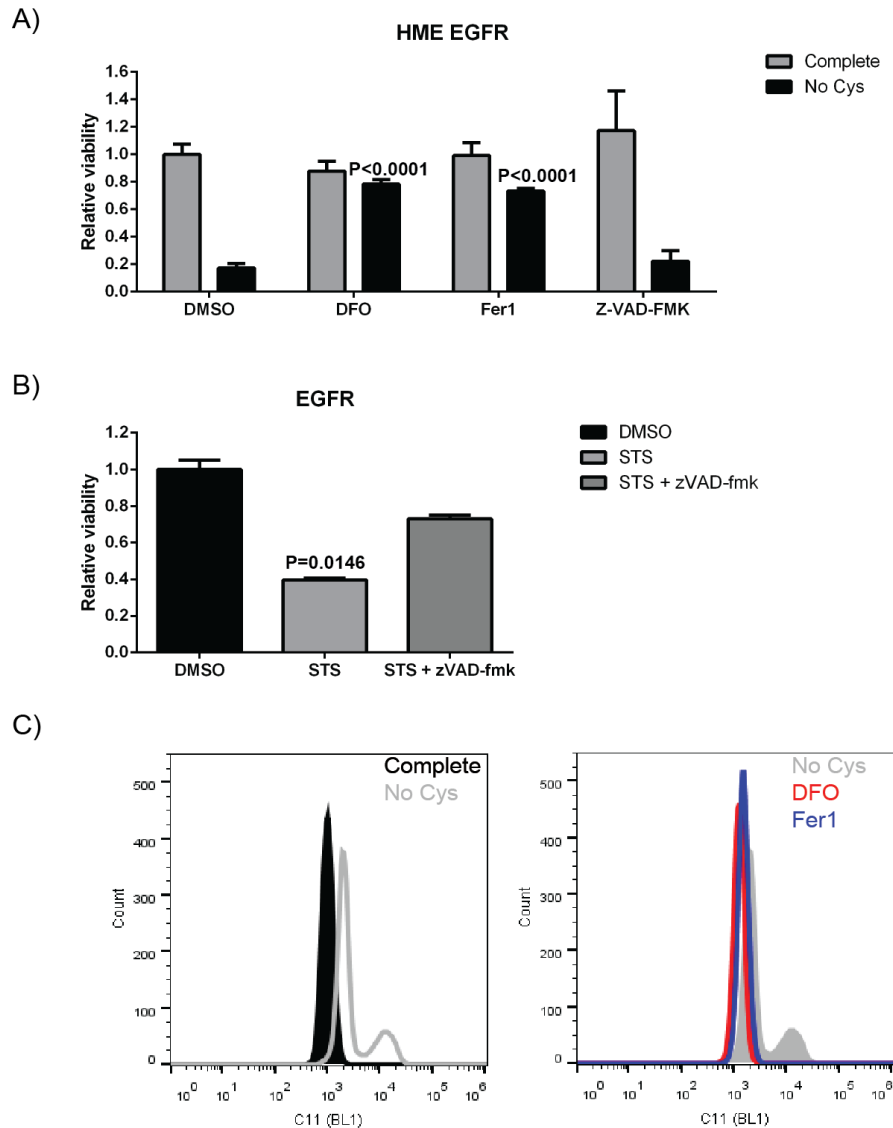 A)
HME EGFR
Complete
No Cys
Relative viability
1.6
1.4
1.2
1.0
0.8
0.6
0.4
0.2
0.0
P<0.0001
P<0.0001
DMSO
DFO
Fer1
Z-VAD-FMK
B)
EGFR
DMSO
STS
STS + zVAD-fmk
Relative viability
1.2
1.0
0.8
0.6
0.4
0.2
0.0
P=0.0146
DMSO
STS
STS + zVAD-fmk
C)
Complete
No Cys
Count
500
400
300
200
100
0
10^0 10^1 10^2 10^3 10^4 10^5 10^6
C11 (BL1)
No Cys
DFO
Fer1
Count
500
400
300
200
100
0
10^0 10^1 10^2 10^3 10^4 10^5 10^6
C11 (BL1)